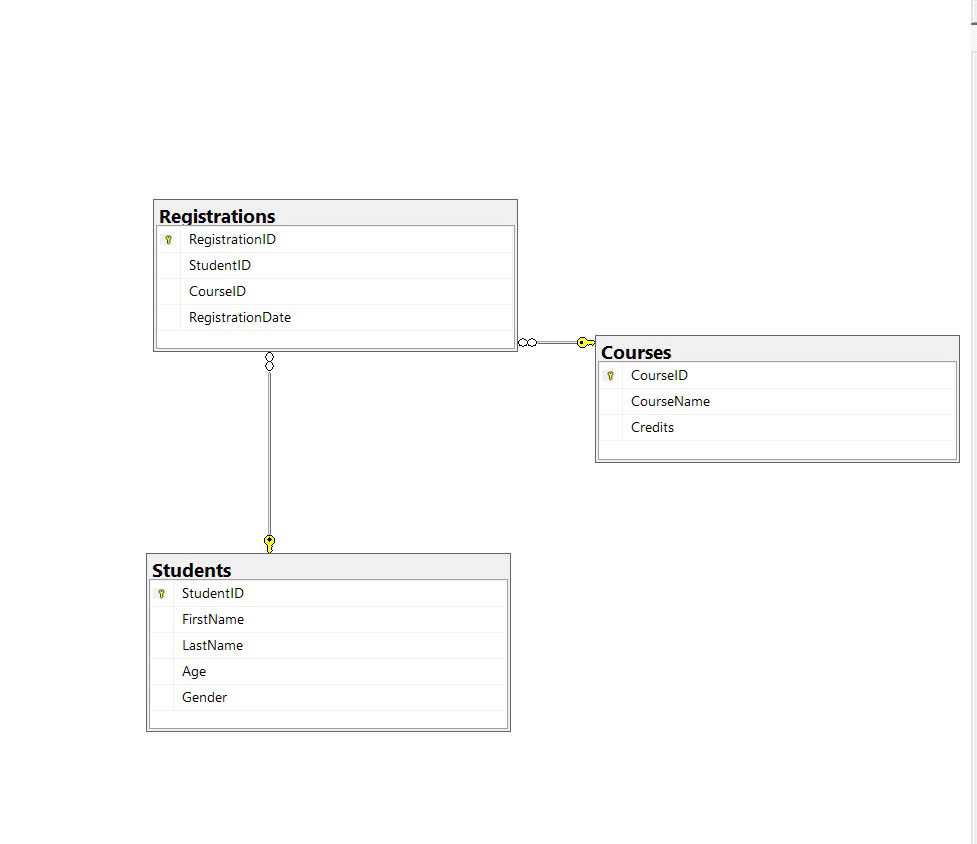 Registrations
RegistrationID
StudentID
CourseID
RegistrationDate
Courses
CourseID
CourseName
Credits
Students
StudentID
FirstName
LastName
Age
Gender